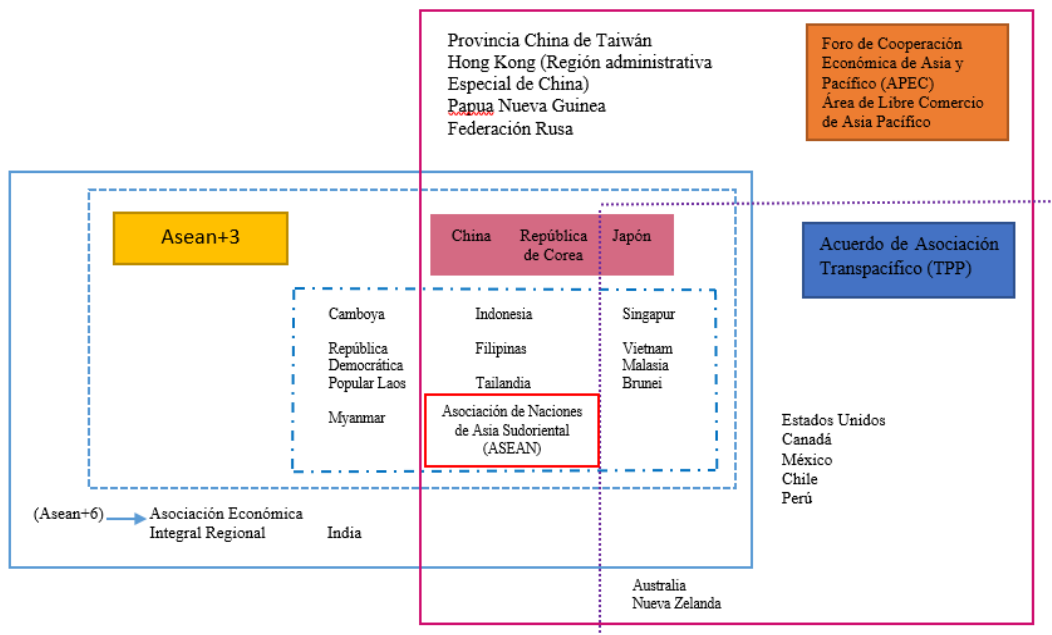 Provincia China de Taiwán
Hong Kong (Región administrativa
Especial de China)
Papua Nueva Guinea
Federación Rusa
Foro de Cooperación
Económica de Asia y
Pacífico (APEC)
Área de Libre Comercio
de Asia Pacífico
Asean+3
China
República
de Corea
Japón
Acuerdo de Asociación
Transpacífico (TPP)
Camboya
República
Democrática
Popular Laos
Myanmar
Indonesia
Filipinas
Tailandia
Asociación de Naciones
de Asia Sudoriental
(ASEAN)
Singapur
Vietnam
Malasia
Brunei
Estados Unidos
Canadá
México
Chile
Perú
(Asean+6)
Asociación Económica
Integral Regional
India
Australia
Nueva Zelanda